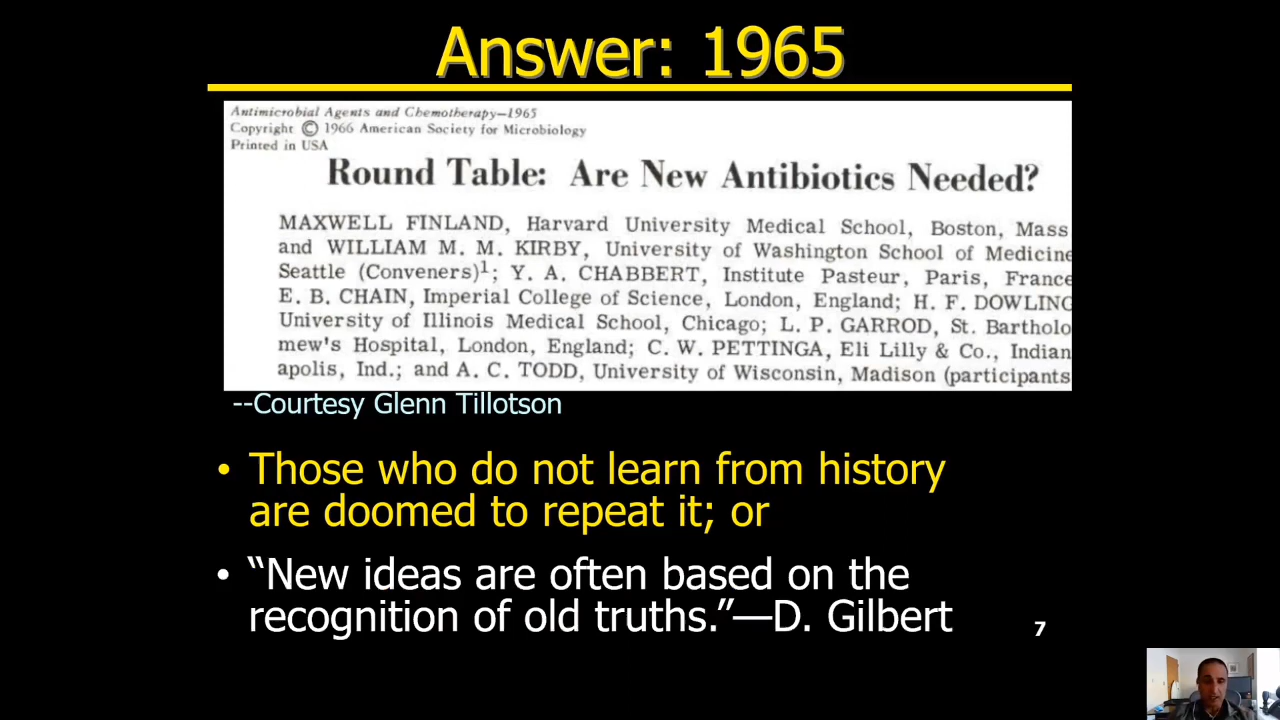 Answer: 1965
Antimicrobial Agents and Chemotherapy—1965
Copyright © 1966 American Society for Microbiology
Printed in USA
Round Table: Are New Antibiotics Needed?
MAXWELL FINLAND, Harvard University Medical School, Boston, Mass
and WILLIAM M. M. KIRBY, University of Washington School of Medicine
Seattle (Conveners)¹; Y. A. CHABBERT, Institute Pasteur, Paris, France
E. B. CHAIN, Imperial College of Science, London, England; H. F. DOWLING
University of Illinois Medical School, Chicago; L. P. GARROD, St. Bartholo
mew's Hospital, London, England; C. W. PETTINGA, Eli Lilly & Co., Indian
apolis, Ind.; and A. C. TODD, University of Wisconsin, Madison (participants
--Courtesy Glenn Tillotson
• Those who do not learn from history
are doomed to repeat it; or
• “New ideas are often based on the
recognition of old truths.”—D. Gilbert
7